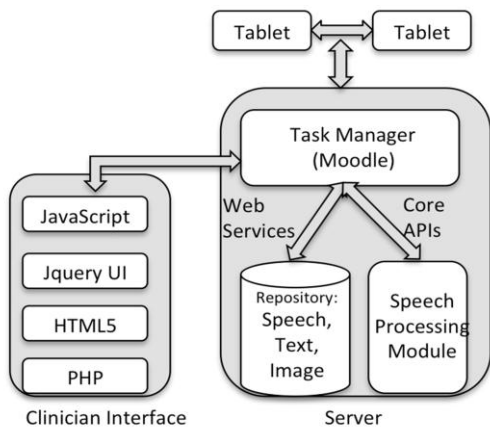 Tablet
Tablet
Task Manager
(Moodle)
Web
Services
Core
APIs
JavaScript
Jquery UI
HTML5
PHP
Repository:
Speech,
Text,
Image
Speech
Processing
Module
Clinician Interface
Server